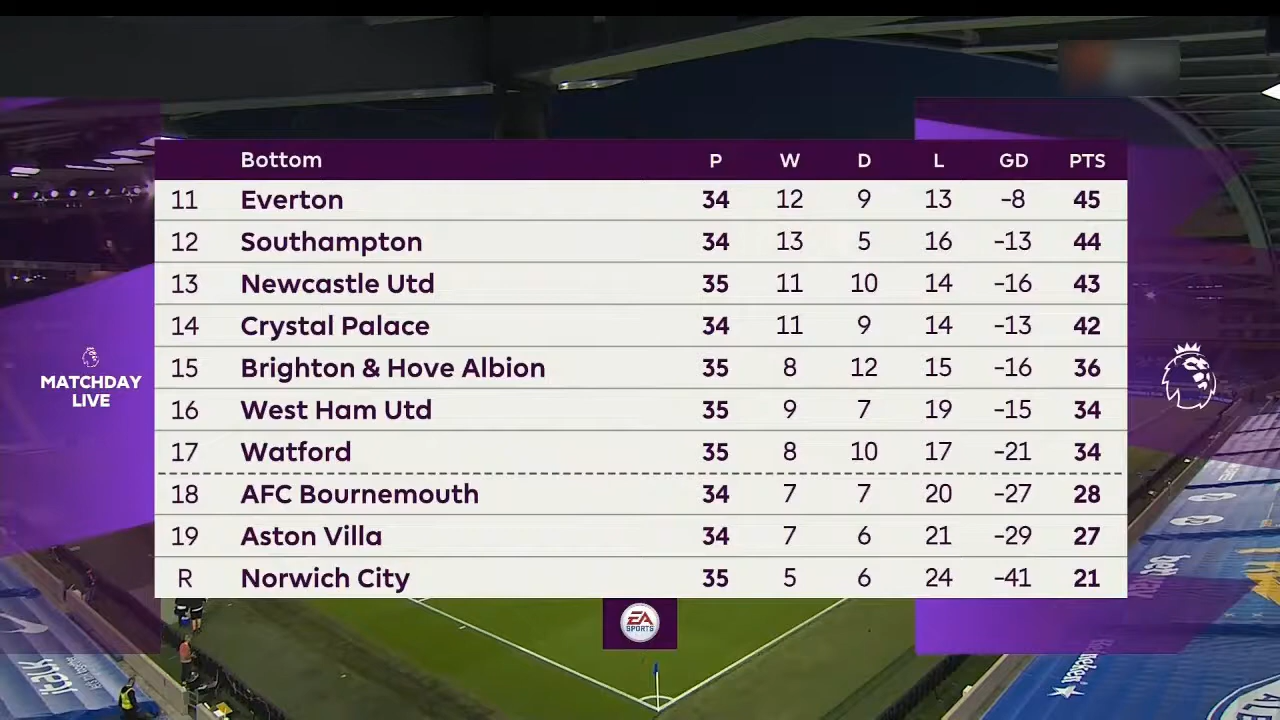 Bottom P W D L GD PTS
11 Everton 34 12 9 13 -8 45
12 Southampton 34 13 5 16 -13 44
13 Newcastle Utd 35 11 10 14 -16 43
14 Crystal Palace 34 11 9 14 -13 42
15 Brighton & Hove Albion 35 8 12 15 -16 36
16 West Ham Utd 35 9 7 19 -15 34
MATCHDAY
LIVE
17 Watford 35 8 10 17 -21 34
18 AFC Bournemouth 34 7 7 20 -27 28
19 Aston Villa 34 7 6 21 -29 27
R Norwich City 35 5 6 24 -41 21
EA
SPORTS
betway
Heineken
italk